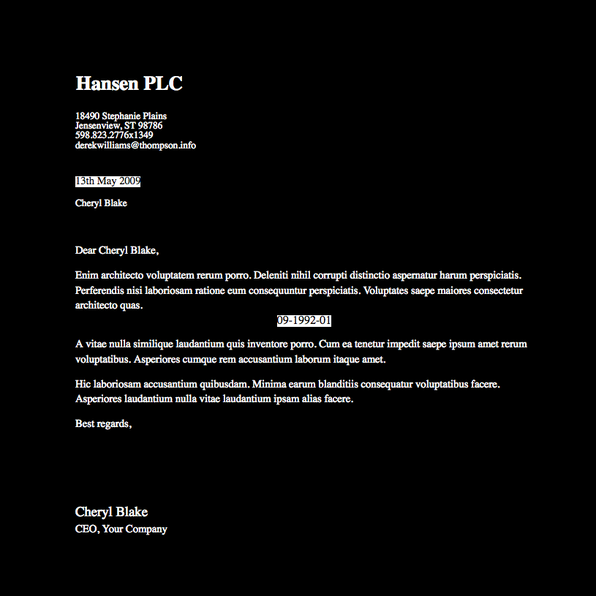 Hansen PLC
18490 Stephanie Plains
Jensenview, ST 98786
598.823.2776x1349
derekwilliams@thompson.info
13th May 2009
Cheryl Blake
Dear Cheryl Blake,
Enim architecto voluptatem rerum porro. Deleniti nihil corrupti distinctio aspernatur harum perspiciatis.
Perferendis nisi laboriosam ratione eum consequuntur perspiciatis. Voluptates saepe maiores consectetur
architecto quas.
09-1992-01
A vitae nulla similique laudantium quis inventore porro. Cum ea tenetur impedit saepe ipsum amet rerum
voluptatibus. Asperiores cumque rem accusantium laborum itaque amet.
Hic laboriosam accusantium quibusdam. Minima earum blanditiis consequatur voluptatibus facere.
Asperiores laudantium nulla vitae laudantium ipsam alias facere.
Best regards,
Cheryl Blake
CEO, Your Company